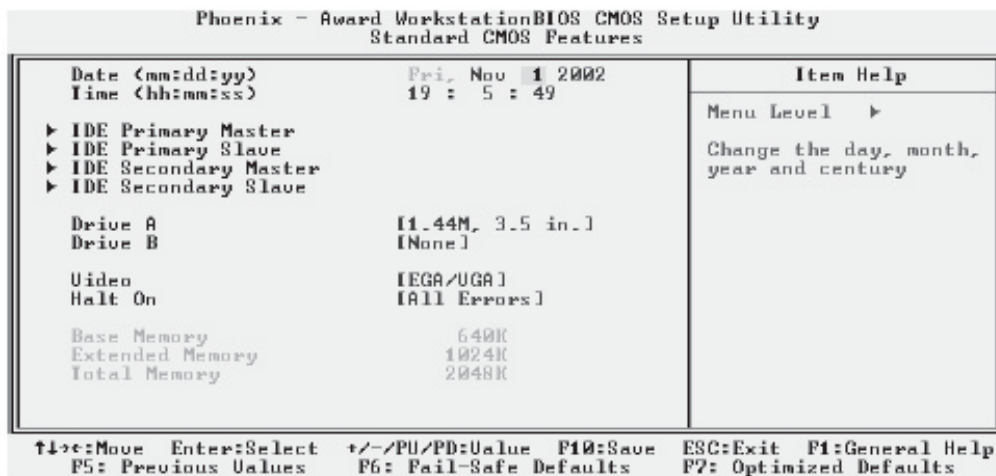 Phoenix - Award WorkstationBIOS CMOS Setup Utility
Standard CMOS Features
Date (mm:dd:yy) Fri, Nov 1 2002
Time (hh:mm:ss) 19 : 5 : 49
▶ IDE Primary Master
▶ IDE Primary Slave
▶ IDE Secondary Master
▶ IDE Secondary Slave
Drive A [1.44M, 3.5 in.]
Drive B [None]
Video [EGA/VGA]
Halt On [All Errors]
Base Memory 640K
Extended Memory 1024K
Total Memory 2048K
Item Help
Menu Level ▶
Change the day, month,
year and century
↑↓→←:Move Enter:Select +/-/PU/PD:Value F10:Save ESC:Exit F1:General Help
F5: Previous Values F6: Fail-Safe Defaults F7: Optimized Defaults